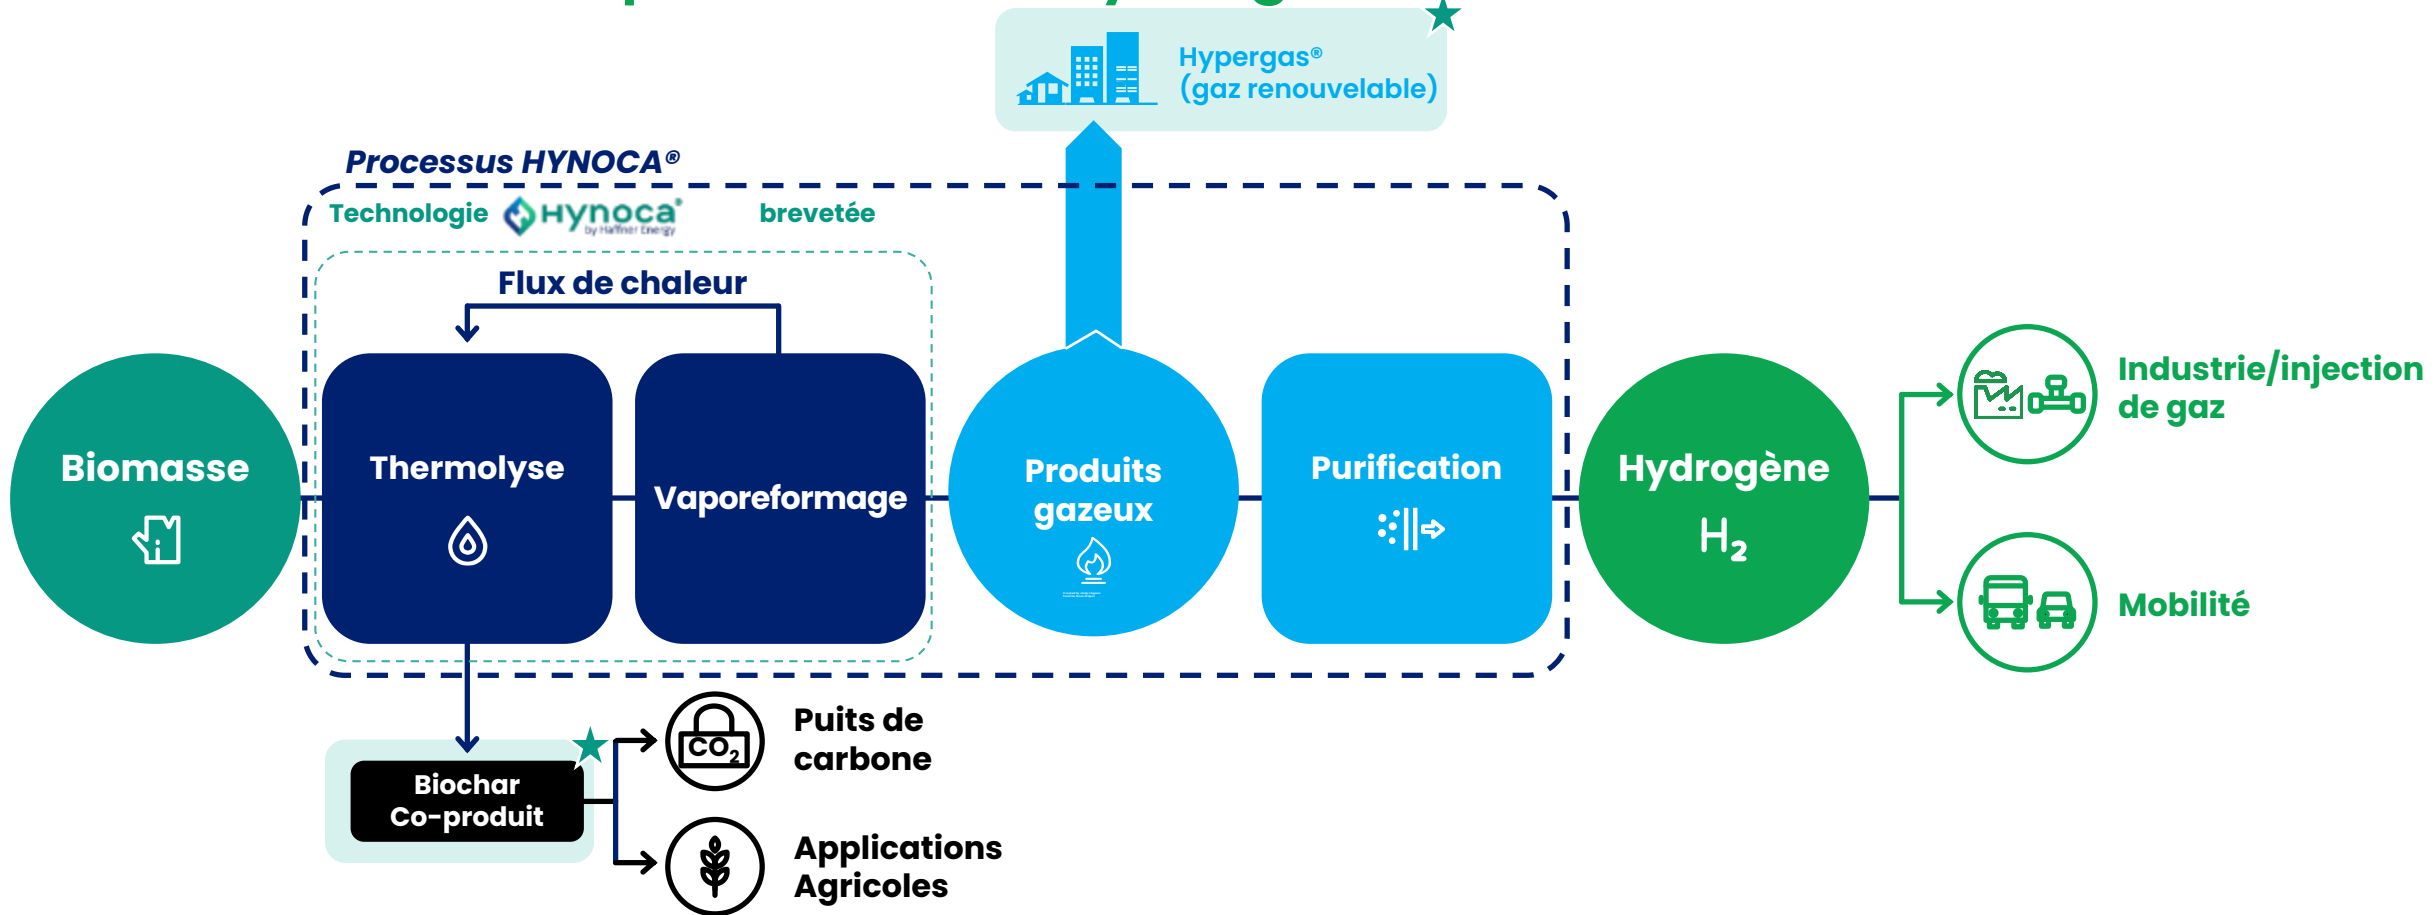 Hypergas®
(gaz renouvelable)
Processus HYNOCA®
Technologie Hynoca® brevetée
by Haffner Energy
Flux de chaleur
Biomasse
Thermolyse
Vaporeformage
Produits
gazeux
Purification
Hydrogène
H₂
Industrie/injection
de gaz
Mobilité
Biochar
Co-produit
CO₂
Puits de
carbone
Applications
Agricoles